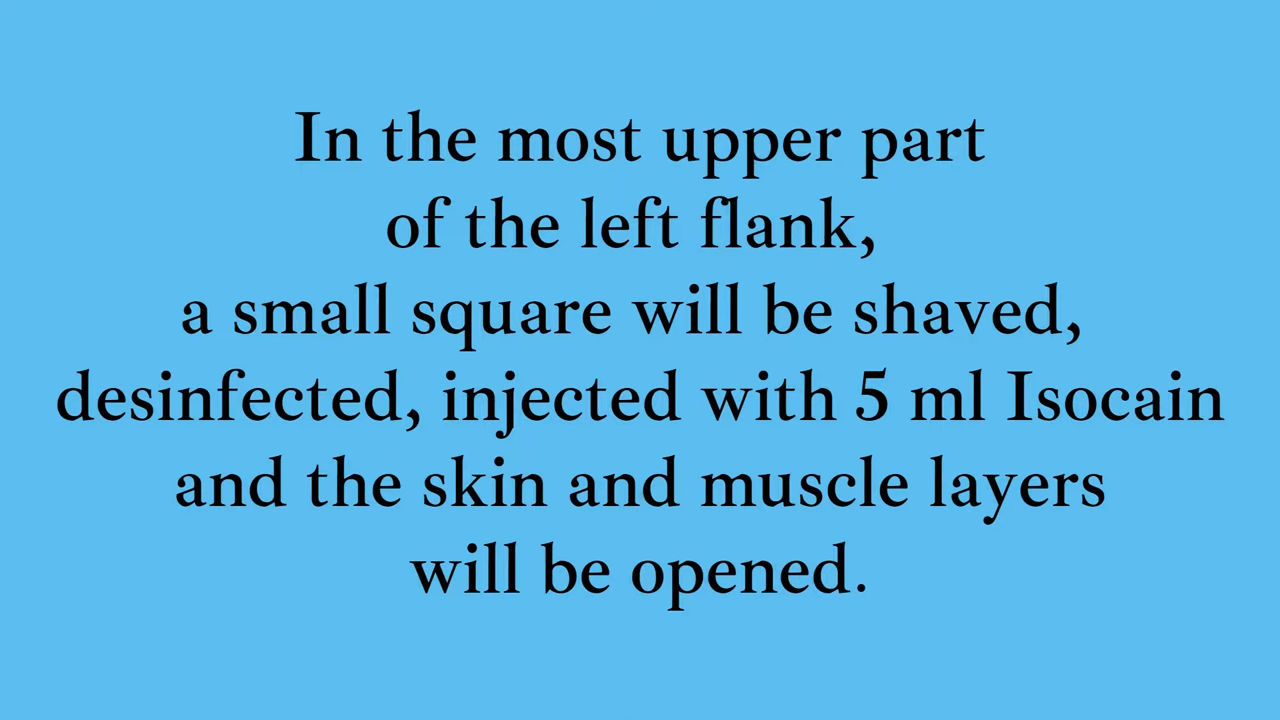 In the most upper part
of the left flank,
a small square will be shaved,
desinfected, injected with 5 ml Isocain
and the skin and muscle layers
will be opened.